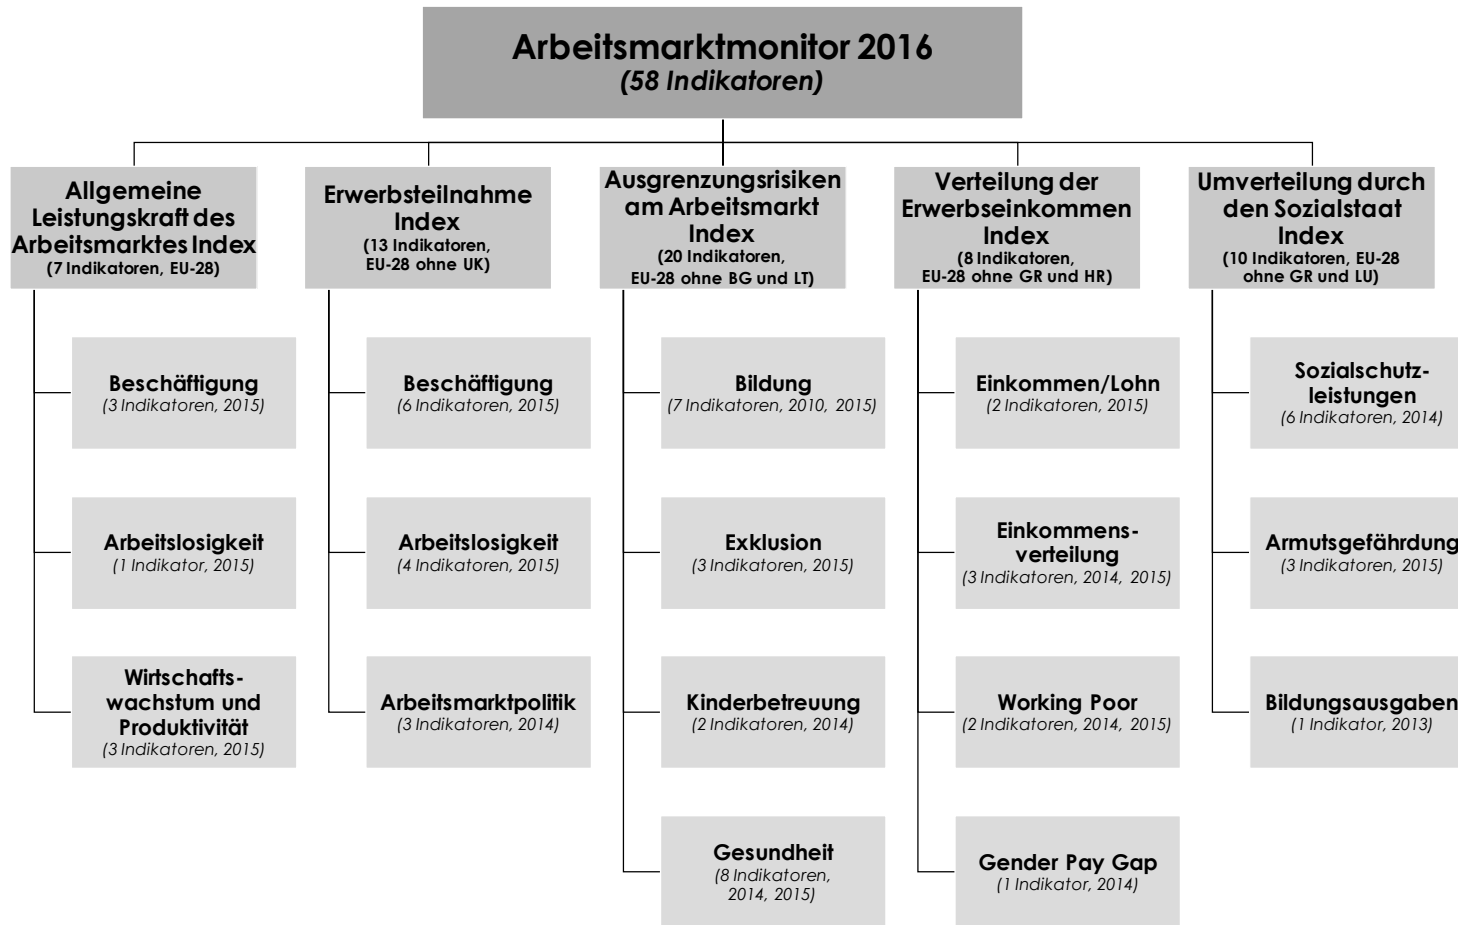 Arbeitsmarktmonitor 2016
(58 Indikatoren)
Allgemeine
Leistungskraft des
Arbeitsmarktes Index
(7 Indikatoren, EU-28)
Beschäftigung
(3 Indikatoren, 2015)
Arbeitslosigkeit
(1 Indikator, 2015)
Wirtschafts-
wachstum und
Produktivität
(3 Indikatoren, 2015)
Erwerbsteilnahme
Index
(13 Indikatoren,
EU-28 ohne UK)
Beschäftigung
(6 Indikatoren, 2015)
Arbeitslosigkeit
(4 Indikatoren, 2015)
Arbeitsmarktpolitik
(3 Indikatoren, 2014)
Ausgrenzungsrisiken
am Arbeitsmarkt
Index
(20 Indikatoren,
EU-28 ohne BG und LT)
Bildung
(7 Indikatoren, 2010, 2015)
Exklusion
(3 Indikatoren, 2015)
Kinderbetreuung
(2 Indikatoren, 2014)
Gesundheit
(8 Indikatoren,
2014, 2015)
Verteilung der
Erwerbseinkommen
Index
(8 Indikatoren,
EU-28 ohne GR und HR)
Einkommen/Lohn
(2 Indikatoren, 2015)
Einkommens-
verteilung
(3 Indikatoren, 2014, 2015)
Working Poor
(2 Indikatoren, 2014, 2015)
Gender Pay Gap
(1 Indikator, 2014)
Umverteilung durch
den Sozialstaat
Index
(10 Indikatoren, EU-28
ohne GR und LU)
Sozialschutz-
leistungen
(6 Indikatoren, 2014)
Armutsgefährdung
(3 Indikatoren, 2015)
Bildungsausgaben
(1 Indikator, 2013)